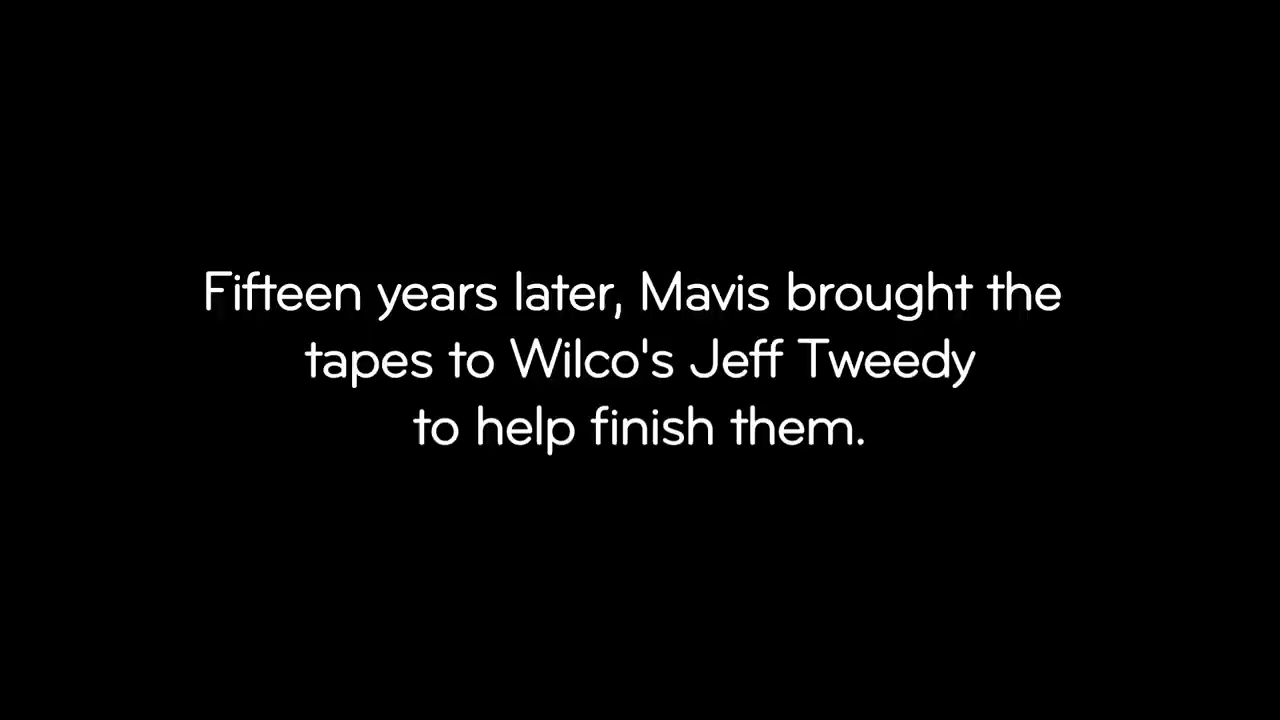 Fifteen years later, Mavis brought the
tapes to Wilco's Jeff Tweedy
to help finish them.